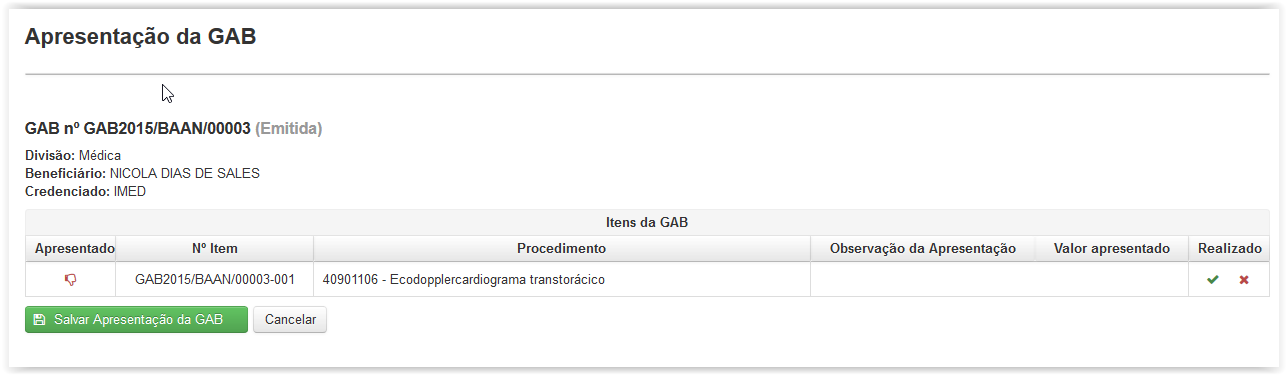 Apresentação da GAB
GAB nº GAB2015/BAAN/00003 (Emitida)
Divisão: Médica
Beneficiário: NICOLA DIAS DE SALES
Credenciado: IMED
Itens da GAB
Apresentado Nº Item Procedimento Observação da Apresentação Valor apresentado Realizado
GAB2015/BAAN/00003-001 40901106 - Ecodopplercardiograma transtorácico
Salvar Apresentação da GAB Cancelar